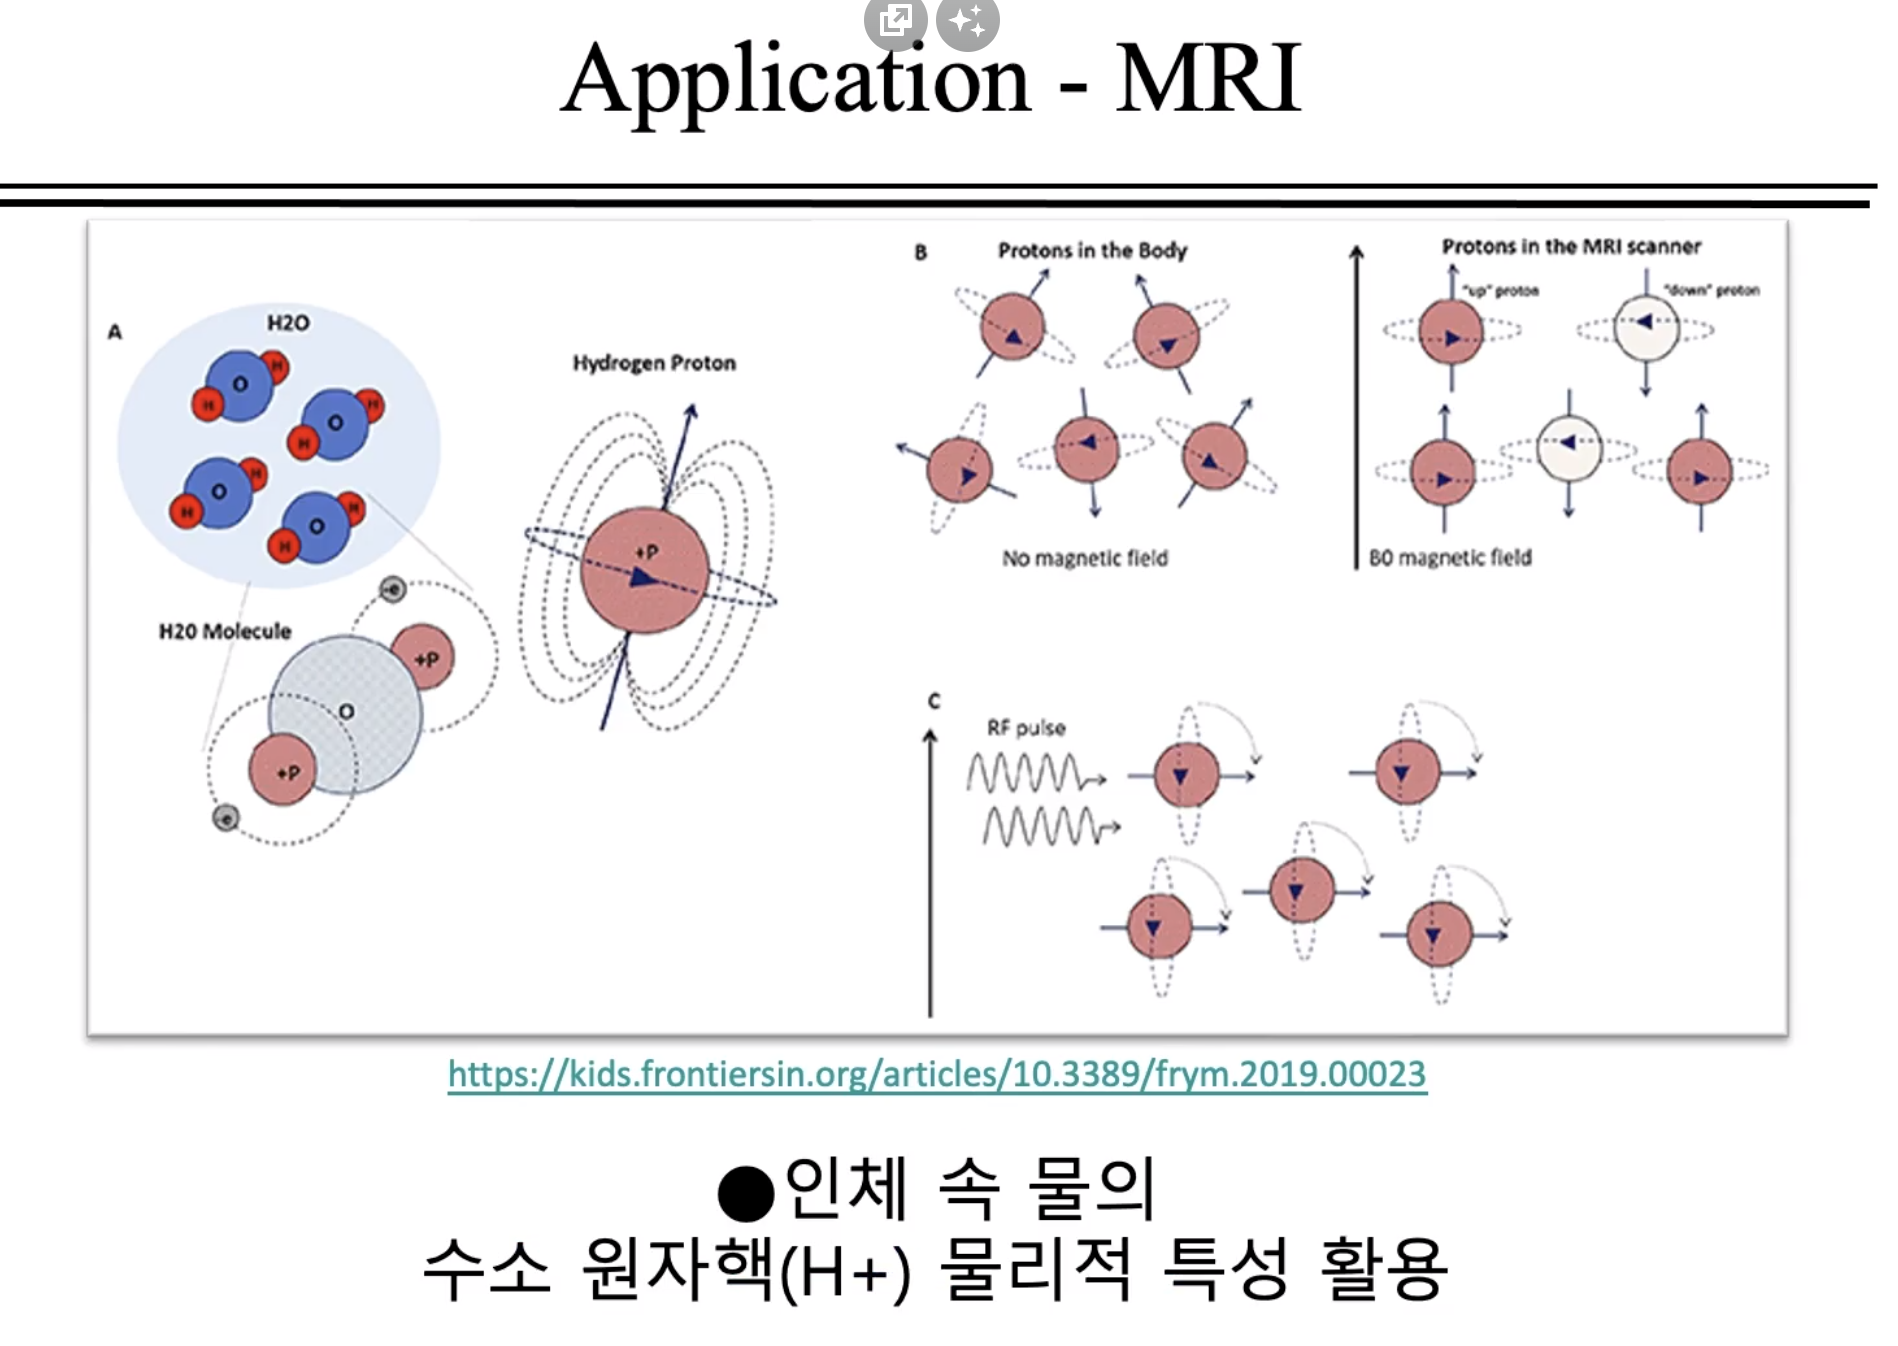 Application - MRI
A
H2O
O
H
H
O
H
H
O
H
H
O
H
H
H20 Molecule
-e
+P
O
+P
-e
Hydrogen Proton
+P
B
Protons in the Body
No magnetic field
Protons in the MRI scanner
"up" proton
"down" proton
B0 magnetic field
C
RF pulse
https://kids.frontiersin.org/articles/10.3389/frym.2019.00023
●인체 속 물의
수소 원자핵(H+) 물리적 특성 활용